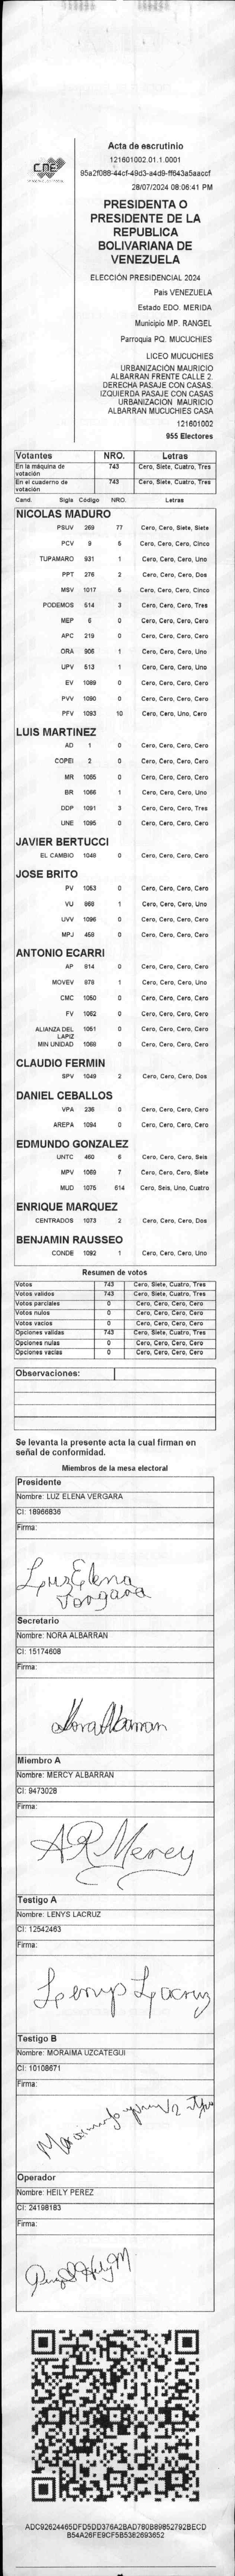 CNE
Acta de escrutinio
121601002.01.1.0001
95a2f088-44cf-49d3-a4d9-ff643a5aaccf
28/07/2024 08:06:41 PM
PRESIDENTA O
PRESIDENTE DE LA
REPUBLICA
BOLIVARIANA DE
VENEZUELA
ELECCIÓN PRESIDENCIAL 2024
Pais VENEZUELA
Estado EDO. MERIDA
Municipio MP. RANGEL
Parroquia PQ. MUCUCHIES
LICEO MUCUCHIES
URBANIZACIÓN MAURICIO
ALBARRAN FRENTE CALLE 2.
DERECHA PASAJE CON CASAS.
IZQUIERDA PASAJE CON CASAS
URBANIZACION MAURICIO
ALBARRAN MUCUCHIES CASA
121601002
955 Electores
Votantes NRO. Letras
En la máquina de votación 743 Cero, Siete, Cuatro, Tres
En el cuaderno de votación 743 Cero, Siete, Cuatro, Tres
Cand. Sigla Código NRO. Letras
NICOLAS MADURO
PSUV 269 77 Cero, Cero, Siete, Siete
PCV 9 5 Cero, Cero, Cero, Cinco
TUPAMARO 931 1 Cero, Cero, Cero, Uno
PPT 276 2 Cero, Cero, Cero, Dos
MSV 1017 5 Cero, Cero, Cero, Cinco
PODEMOS 514 3 Cero, Cero, Cero, Tres
MEP 6 0 Cero, Cero, Cero, Cero
APC 219 0 Cero, Cero, Cero, Cero
ORA 906 1 Cero, Cero, Cero, Uno
UPV 513 1 Cero, Cero, Cero, Uno
EV 1089 0 Cero, Cero, Cero, Cero
PVV 1090 0 Cero, Cero, Cero, Cero
PFV 1093 10 Cero, Cero, Uno, Cero
LUIS MARTINEZ
AD 1 0 Cero, Cero, Cero, Cero
COPEI 2 0 Cero, Cero, Cero, Cero
MR 1065 0 Cero, Cero, Cero, Cero
BR 1066 1 Cero, Cero, Cero, Uno
DDP 1091 3 Cero, Cero, Cero, Tres
UNE 1095 0 Cero, Cero, Cero, Cero
JAVIER BERTUCCI
EL CAMBIO 1048 0 Cero, Cero, Cero, Cero
JOSE BRITO
PV 1053 0 Cero, Cero, Cero, Cero
VU 868 1 Cero, Cero, Cero, Uno
UVV 1096 0 Cero, Cero, Cero, Cero
MPJ 459 0 Cero, Cero, Cero, Cero
ANTONIO ECARRI
AP 814 0 Cero, Cero, Cero, Cero
MOVEV 878 1 Cero, Cero, Cero, Uno
CMC 1050 0 Cero, Cero, Cero, Cero
FV 1052 0 Cero, Cero, Cero, Cero
ALIANZA DEL LAPIZ 1051 0 Cero, Cero, Cero, Cero
MIN UNIDAD 1068 0 Cero, Cero, Cero, Cero
CLAUDIO FERMIN
SPV 1049 2 Cero, Cero, Cero, Dos
DANIEL CEBALLOS
VPA 236 0 Cero, Cero, Cero, Cero
AREPA 1094 0 Cero, Cero, Cero, Cero
EDMUNDO GONZALEZ
UNTC 460 6 Cero, Cero, Cero, Seis
MPV 1069 7 Cero, Cero, Cero, Siete
MUD 1075 614 Cero, Seis, Uno, Cuatro
ENRIQUE MARQUEZ
CENTRADOS 1073 2 Cero, Cero, Cero, Dos
BENJAMIN RAUSSEO
CONDE 1092 1 Cero, Cero, Cero, Uno
Resumen de votos
Votos 743 Cero, Siete, Cuatro, Tres
Votos validos 743 Cero, Siete, Cuatro, Tres
Votos parciales 0 Cero, Cero, Cero, Cero
Votos nulos 0 Cero, Cero, Cero, Cero
Votos vacios 0 Cero, Cero, Cero, Cero
Opciones validas 743 Cero, Siete, Cuatro, Tres
Opciones nulas 0 Cero, Cero, Cero, Cero
Opciones vacias 0 Cero, Cero, Cero, Cero
Observaciones:
Se levanta la presente acta la cual firman en
señal de conformidad.
Miembros de la mesa electoral
Presidente
Nombre: LUZ ELENA VERGARA
CI: 18966836
Firma:
Luz Elena
Vergara
Secretario
Nombre: NORA ALBARRAN
CI: 15174608
Firma:
Nora Albarran
Miembro A
Nombre: MERCY ALBARRAN
CI: 9473028
Firma:
Testigo A
Nombre: LENYS LACRUZ
CI: 12542463
Firma:
Lenys Lacruz
Testigo B
Nombre: MORAIMA UZCATEGUI
CI: 10108671
Firma:
Operador
Nombre: HEILY PEREZ
CI: 24198183
Firma:
ADC92624465DFD5DD376A2BAD760B89852792BECD
B54A26FE9CF5B5382693652